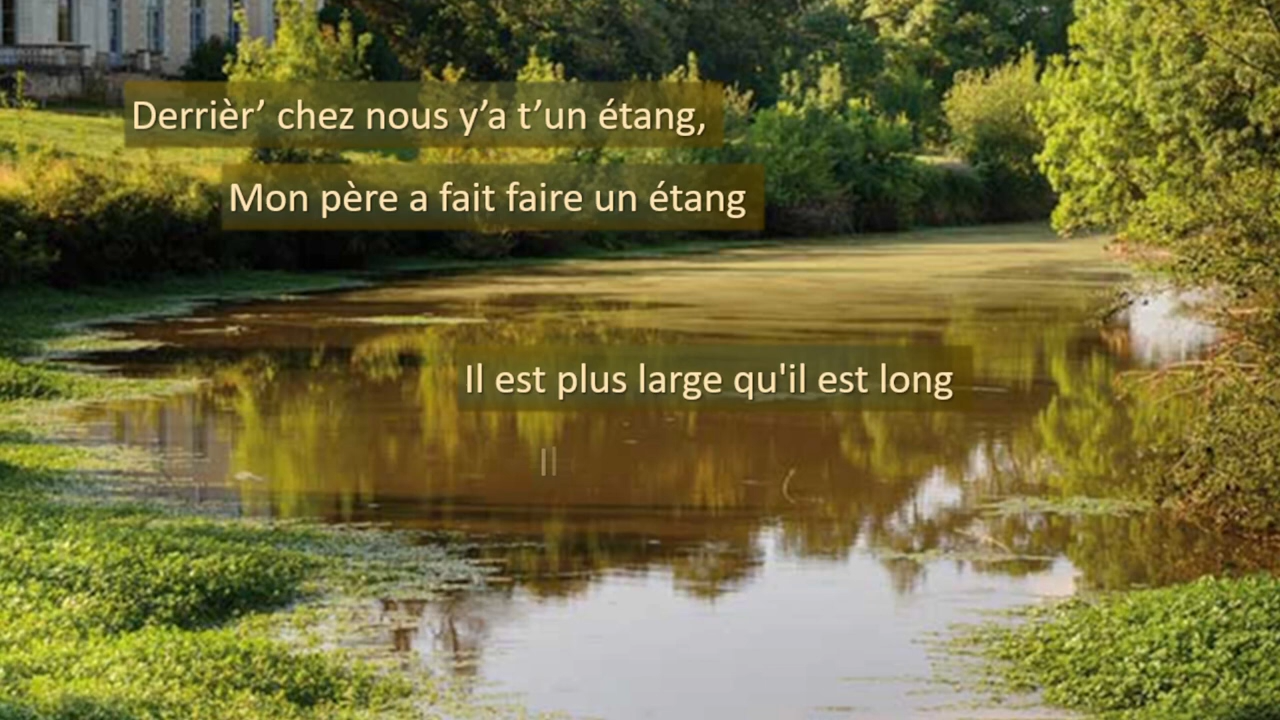 Derrièr’ chez nous y’a t’un étang,
Mon père a fait faire un étang
Il est plus large qu'il est long
Il